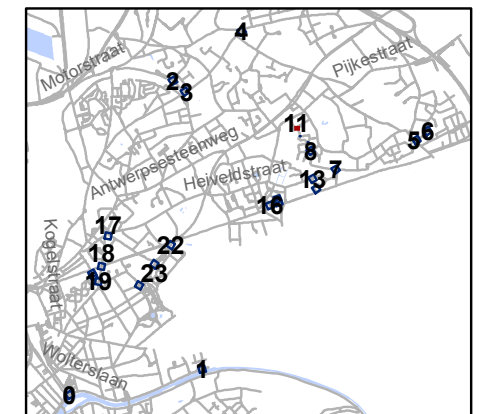 4
Motorstraat
Pijkestraat
2
3
11
6
5
Antwerpsesteenweg
8
Heiveldstraat
7
13
16
17
Kogelstraat
22
18
23
19
Wolterslaan
1
9